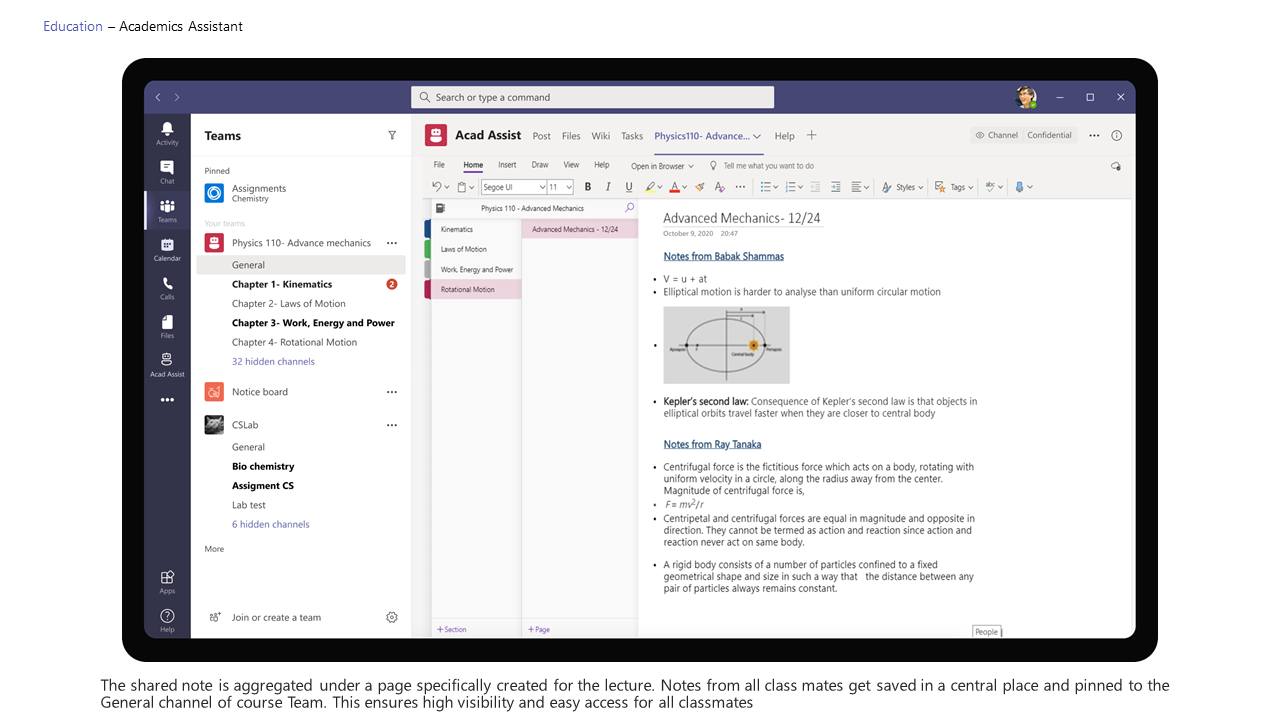 Education – Academics Assistant
Search or type a command
Activity
Chat
Teams
Calendar
Calls
Files
Acad Assist
Apps
Help
Teams
Pinned
Assignments
Chemistry
Your teams
Physics 110- Advance mechanics
General
Chapter 1- Kinematics
2
Chapter 2- Laws of Motion
Chapter 3- Work, Energy and Power
Chapter 4- Rotational Motion
32 hidden channels
Notice board
CSLab
General
Bio chemistry
Assigment CS
Lab test
6 hidden channels
More
Join or create a team
Acad Assist Post Files Wiki Tasks Physics110- Advance... Help
Channel Confidential
File Home Insert Draw View Help Open in Browser Tell me what you want to do
Segoe UI 11 B I U A A Styles Tags abc
Physics 110 - Advanced Mechanics
Kinematics
Laws of Motion
Work, Energy and Power
Rotational Motion
Advanced Mechanics - 12/24
+Section
+Page
Advanced Mechanics- 12/24
October 9, 2020 20:47
Notes from Babak Shammas
• V = u + at
• Elliptical motion is harder to analyse than uniform circular motion
Central body
• Kepler's second law: Consequence of Kepler's second law is that objects in
elliptical orbits travel faster when they are closer to central body
Notes from Ray Tanaka
• Centrifugal force is the fictitious force which acts on a body, rotating with
uniform velocity in a circle, along the radius away from the center.
Magnitude of centrifugal force is,
• F= mv²/r
• Centripetal and centrifugal forces are equal in magnitude and opposite in
direction. They cannot be termed as action and reaction since action and
reaction never act on same body.
• A rigid body consists of a number of particles confined to a fixed
geometrical shape and size in such a way that the distance between any
pair of particles always remains constant.
People
The shared note is aggregated under a page specifically created for the lecture. Notes from all class mates get saved in a central place and pinned to the
General channel of course Team. This ensures high visibility and easy access for all classmates